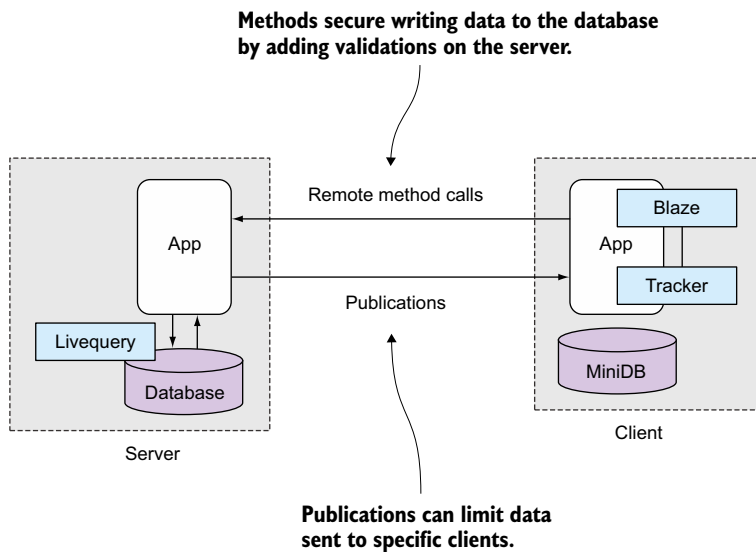 Methods secure writing data to the database
by adding validations on the server.
Remote method calls
Blaze
App
App
Tracker
Publications
Livequery
MiniDB
Database
Client
Server
Publications can limit data
sent to specific clients.